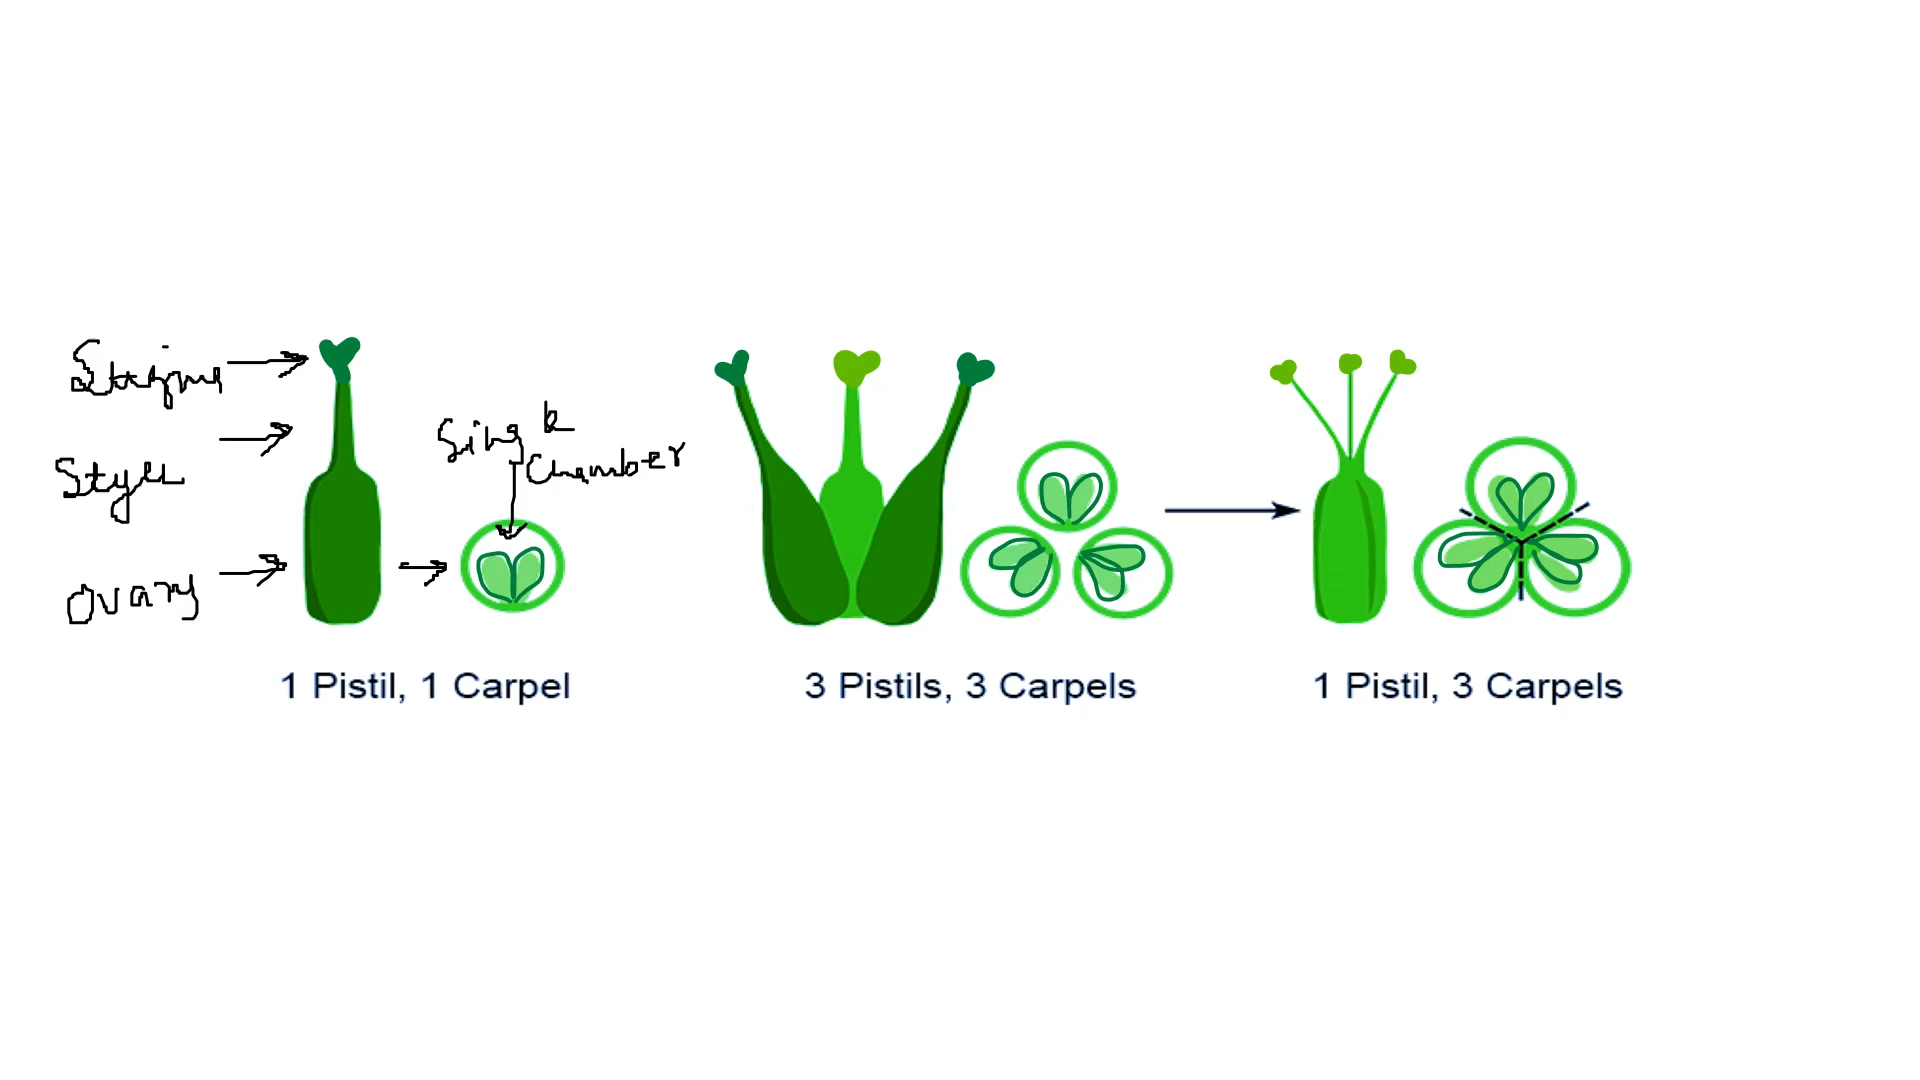 Stigma
Style
Ovary
Single
Chamber
1 Pistil, 1 Carpel
3 Pistils, 3 Carpels
1 Pistil, 3 Carpels